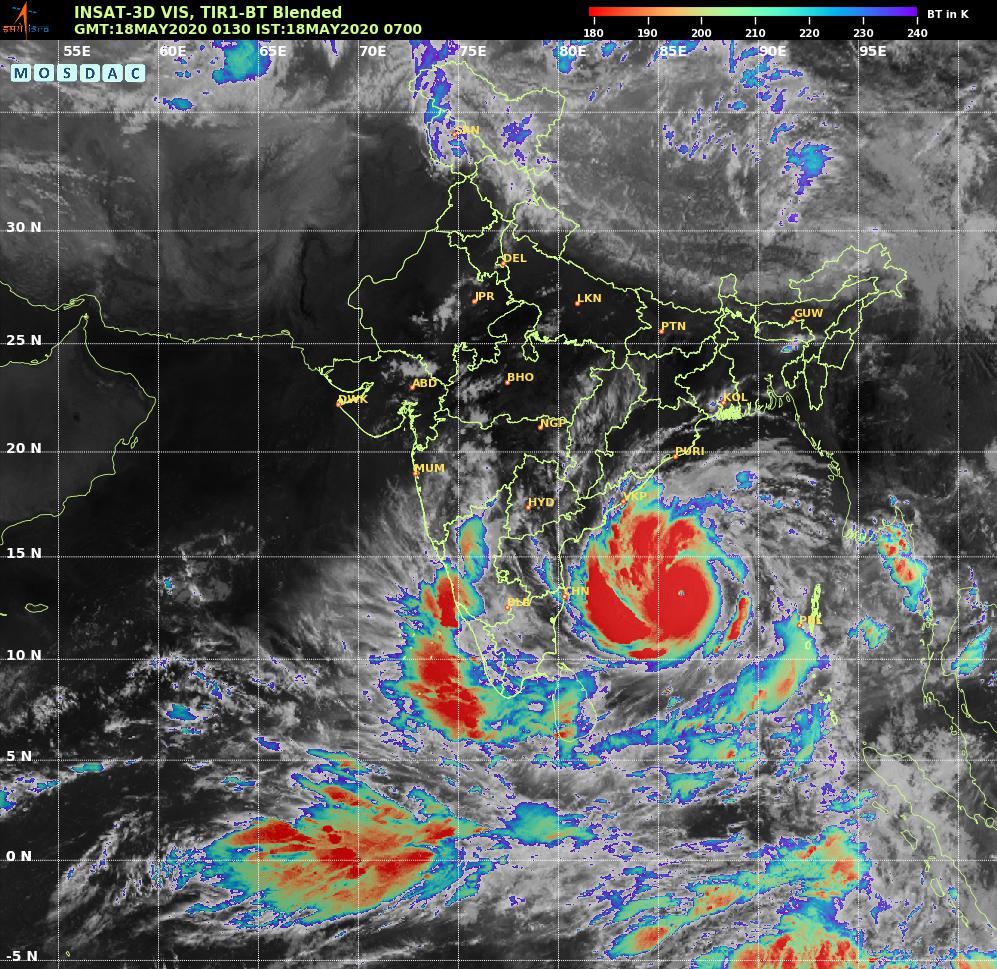 INSAT-3D VIS, TIR1-BT Blended
GMT:18MAY2020 0130 IST:18MAY2020 0700
BT in K
180 190 200 210 220 230 240
55E 60E 65E 70E 75E 80E 85E 90E 95E
MOSDAC
30 N
DEL
JPR
LKN
GUW
PTN
25 N
BHO
ABD
DWK
KOL
NGP
20 N
PURI
MUM
HYD
VKP
15 N
CHN
BLR
10 N
5 N
0 N
-5 N